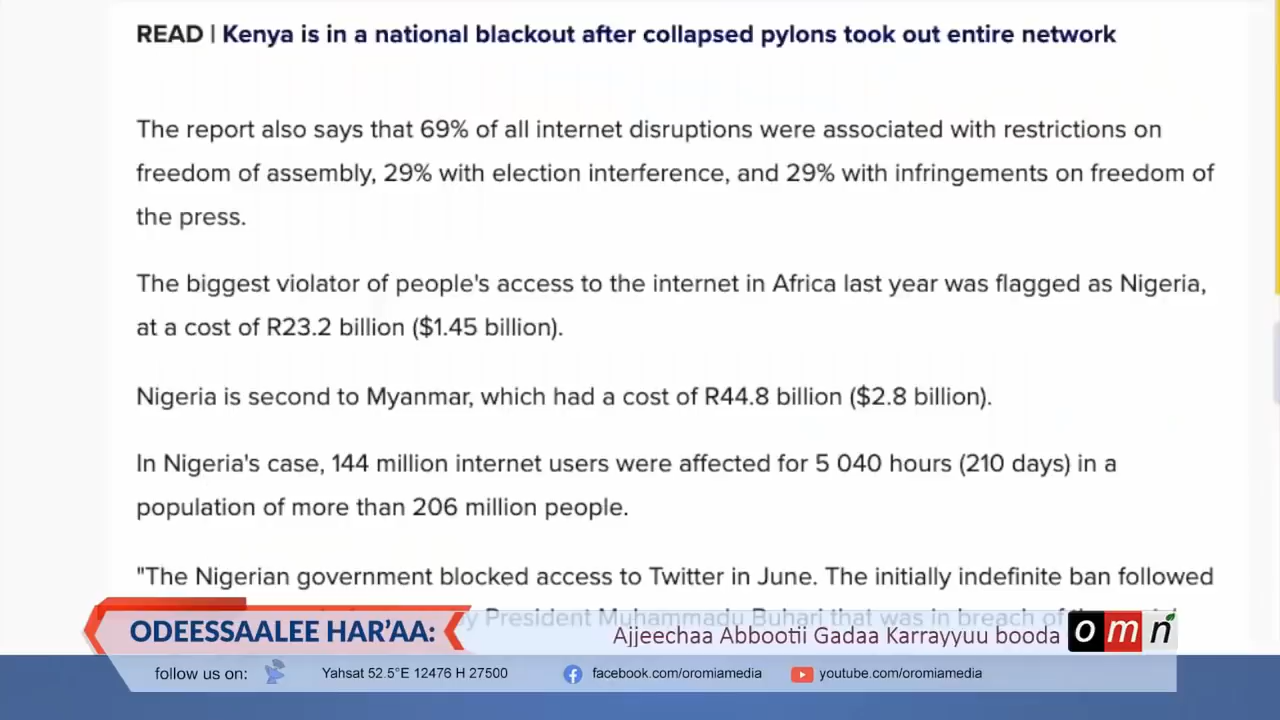 READ | Kenya is in a national blackout after collapsed pylons took out entire network
The report also says that 69% of all internet disruptions were associated with restrictions on
freedom of assembly, 29% with election interference, and 29% with infringements on freedom of
the press.
The biggest violator of people's access to the internet in Africa last year was flagged as Nigeria,
at a cost of R23.2 billion ($1.45 billion).
Nigeria is second to Myanmar, which had a cost of R44.8 billion ($2.8 billion).
In Nigeria's case, 144 million internet users were affected for 5 040 hours (210 days) in a
population of more than 206 million people.
"The Nigerian government blocked access to Twitter in June. The initially indefinite ban followed
President Muhammadu Buhari that was in breach of
ODEESSAALEE HAR'AA:
Ajjeechaa Abbootii Gadaa Karrayyuu booda
omn
follow us on:
Yahsat 52.5°E 12476 H 27500
facebook.com/oromiamedia
youtube.com/oromiamedia